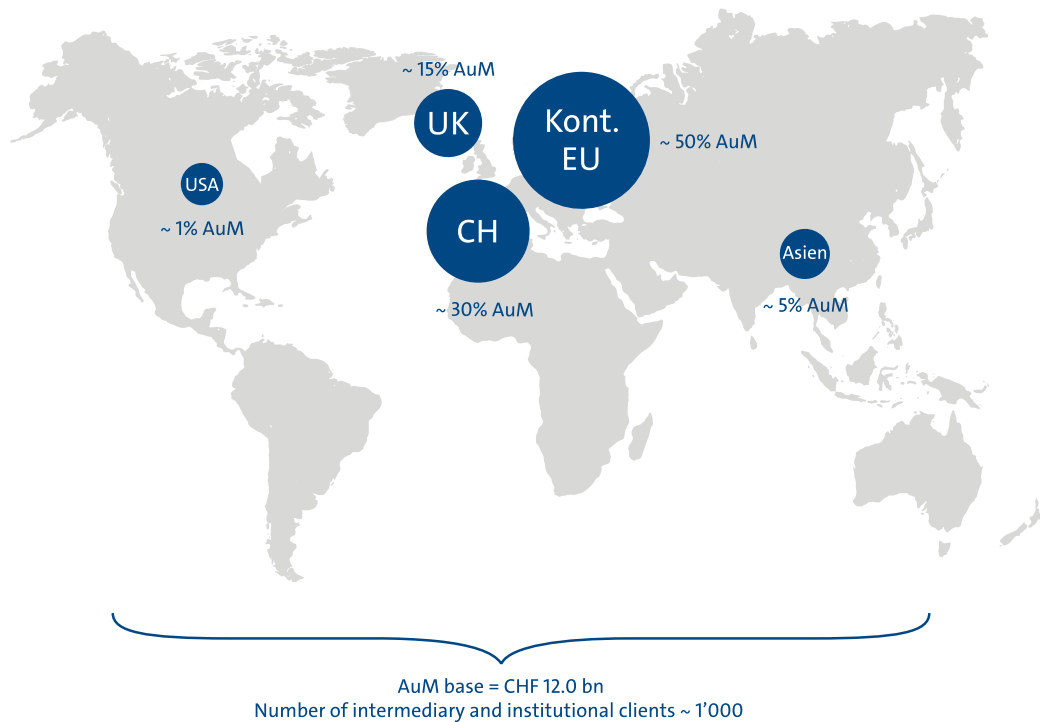 ~ 15% AuM
UK
Kont.
EU
~ 50% AuM
USA
~ 1% AuM
CH
~ 30% AuM
Asien
~ 5% AuM
AuM base = CHF 12.0 bn
Number of intermediary and institutional clients ~ 1’000